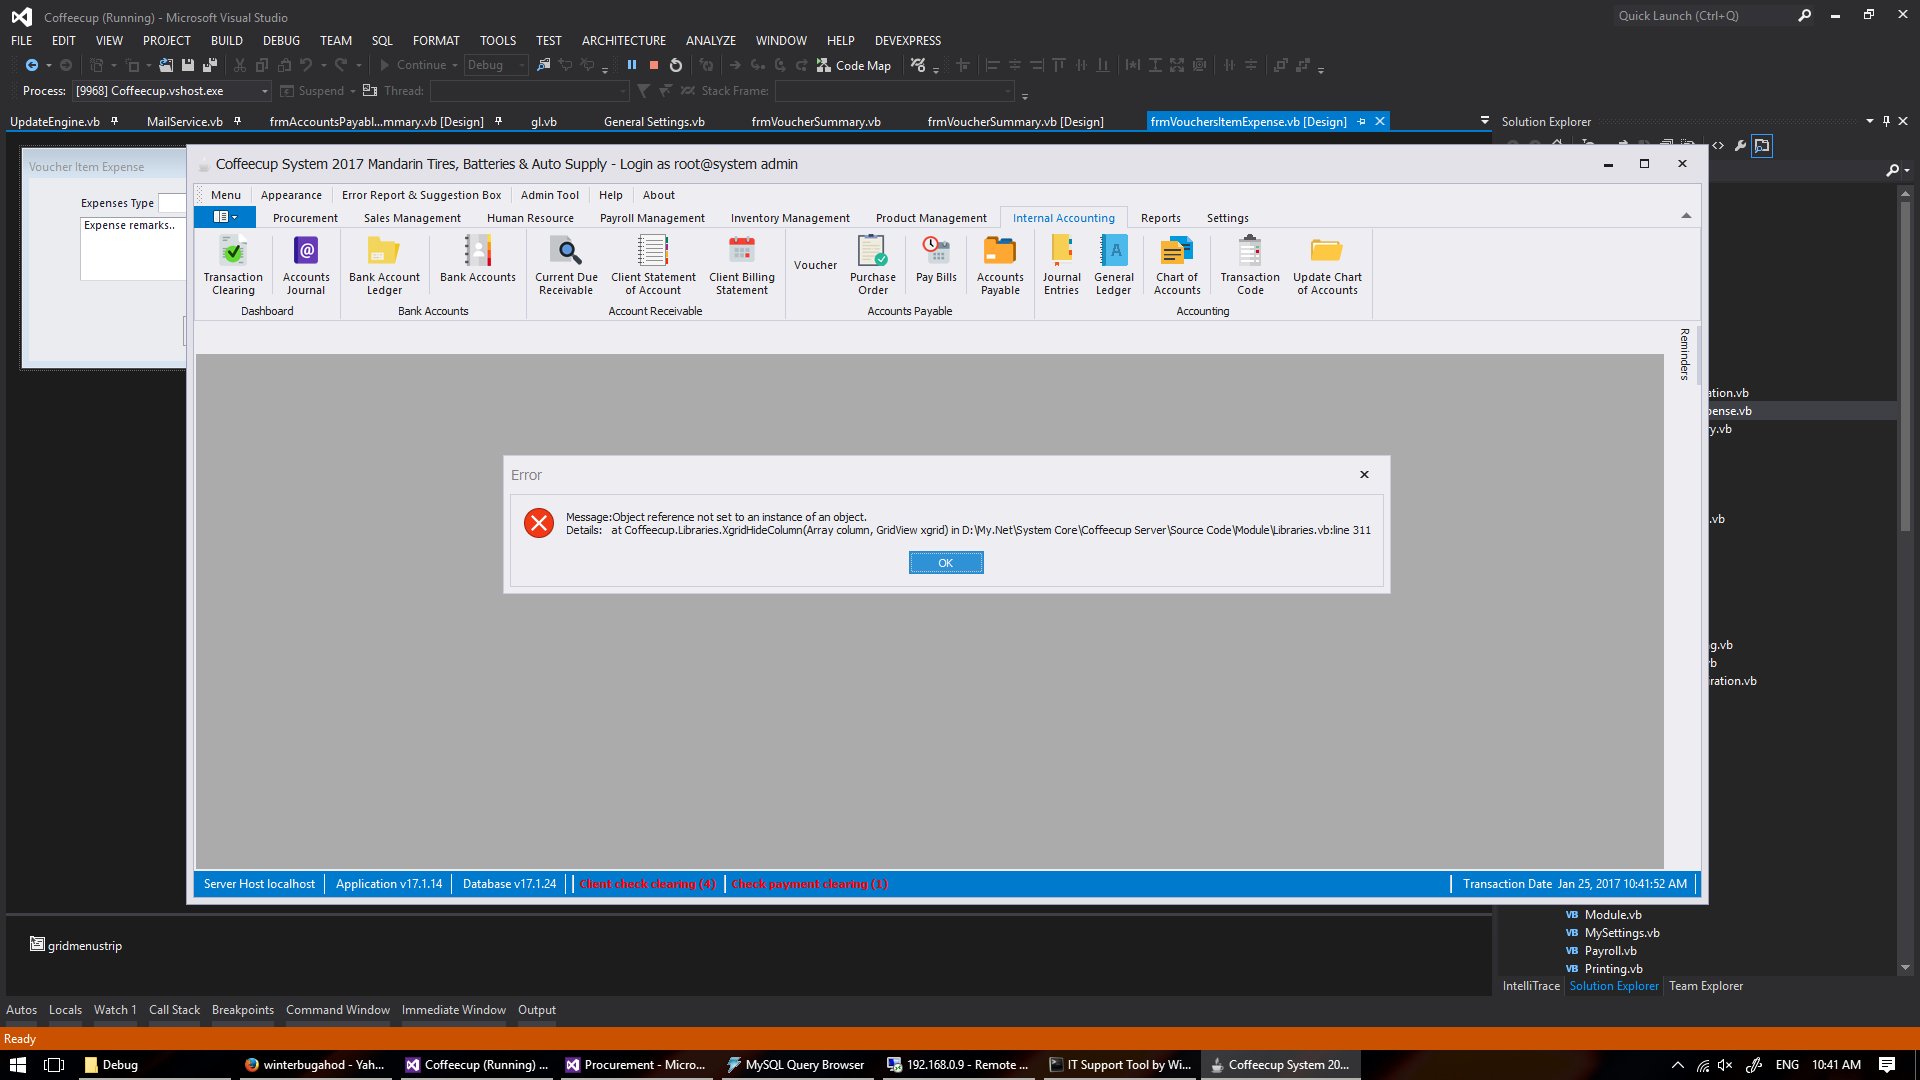 Coffeecup (Running) - Microsoft Visual Studio
Quick Launch (Ctrl+Q)
FILE EDIT VIEW PROJECT BUILD DEBUG TEAM SQL FORMAT TOOLS TEST ARCHITECTURE ANALYZE WINDOW HELP DEVEXPRESS
Continue Debug Code Map
Process: [9968] Coffeecup.vshost.exe Suspend Thread: Stack Frame:
UpdateEngine.vb MailService.vb frmAccountsPayabl...mmary.vb [Design] gl.vb General Settings.vb frmVoucherSummary.vb frmVoucherSummary.vb [Design] frmVouchersItemExpense.vb [Design] Solution Explorer
Voucher Item Expense
Expenses Type
Expense remarks..
Coffeecup System 2017 Mandarin Tires, Batteries & Auto Supply - Login as root@system admin
Menu Appearance Error Report & Suggestion Box Admin Tool Help About
Procurement Sales Management Human Resource Payroll Management Inventory Management Product Management Internal Accounting Reports Settings
Transaction Clearing
Accounts Journal
Dashboard
Bank Account Ledger
Bank Accounts
Bank Accounts
Current Due Receivable
Client Statement of Account
Client Billing Statement
Account Receivable
Voucher
Purchase Order
Pay Bills
Accounts Payable
Accounts Payable
Journal Entries
General Ledger
Chart of Accounts
Transaction Code
Update Chart of Accounts
Accounting
Reminders
ation.vb
pense.vb
ry.vb
.vb
g.vb
vb
ration.vb
Error
Message:Object reference not set to an instance of an object.
Details: at Coffeecup.Libraries.XgridHideColumn(Array column, GridView xgrid) in D:\My.Net\System Core\Coffeecup Server\Source Code\Module\Libraries.vb:line 311
OK
Server Host localhost Application v17.1.14 Database v17.1.24 Client check clearing (4) Check payment clearing (1) Transaction Date Jan 25, 2017 10:41:52 AM
VB Module.vb
VB MySettings.vb
VB Payroll.vb
VB Printing.vb
gridmenustrip
IntelliTrace Solution Explorer Team Explorer
Autos Locals Watch 1 Call Stack Breakpoints Command Window Immediate Window Output
Ready
Debug winterbugahod - Yah... Coffeecup (Running) ... Procurement - Micro... MySQL Query Browser 192.168.0.9 - Remote ... IT Support Tool by Wi... Coffeecup System 20... ENG 10:41 AM